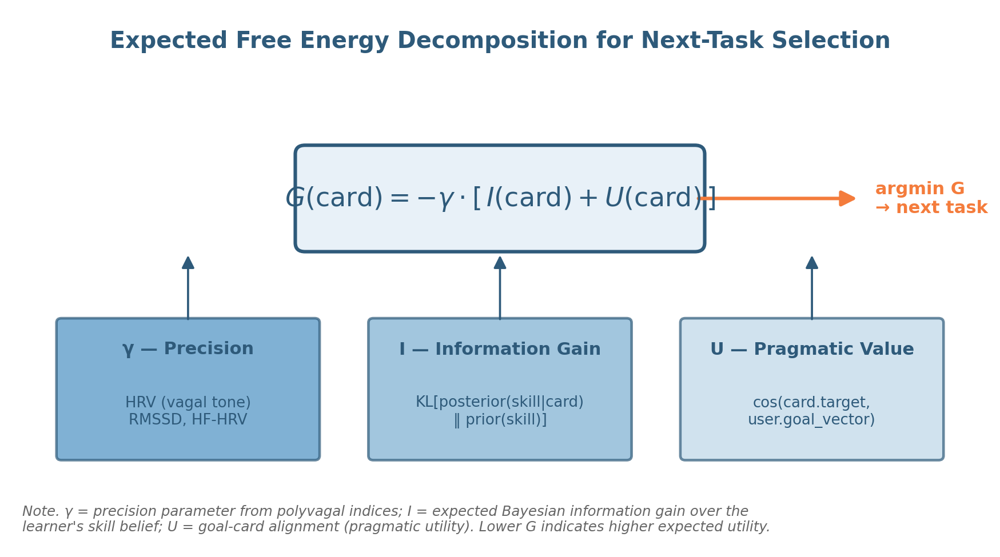 Expected Free Energy Decomposition for Next-Task Selection
G(card) = −γ · [ I(card) + U(card) ]
argmin G
→ next task
γ — Precision
HRV (vagal tone)
RMSSD, HF-HRV
I — Information Gain
KL[posterior(skill|card)
‖ prior(skill)]
U — Pragmatic Value
cos(card.target,
user.goal_vector)
Note. γ = precision parameter from polyvagal indices; I = expected Bayesian information gain over the
learner's skill belief; U = goal-card alignment (pragmatic utility). Lower G indicates higher expected utility.